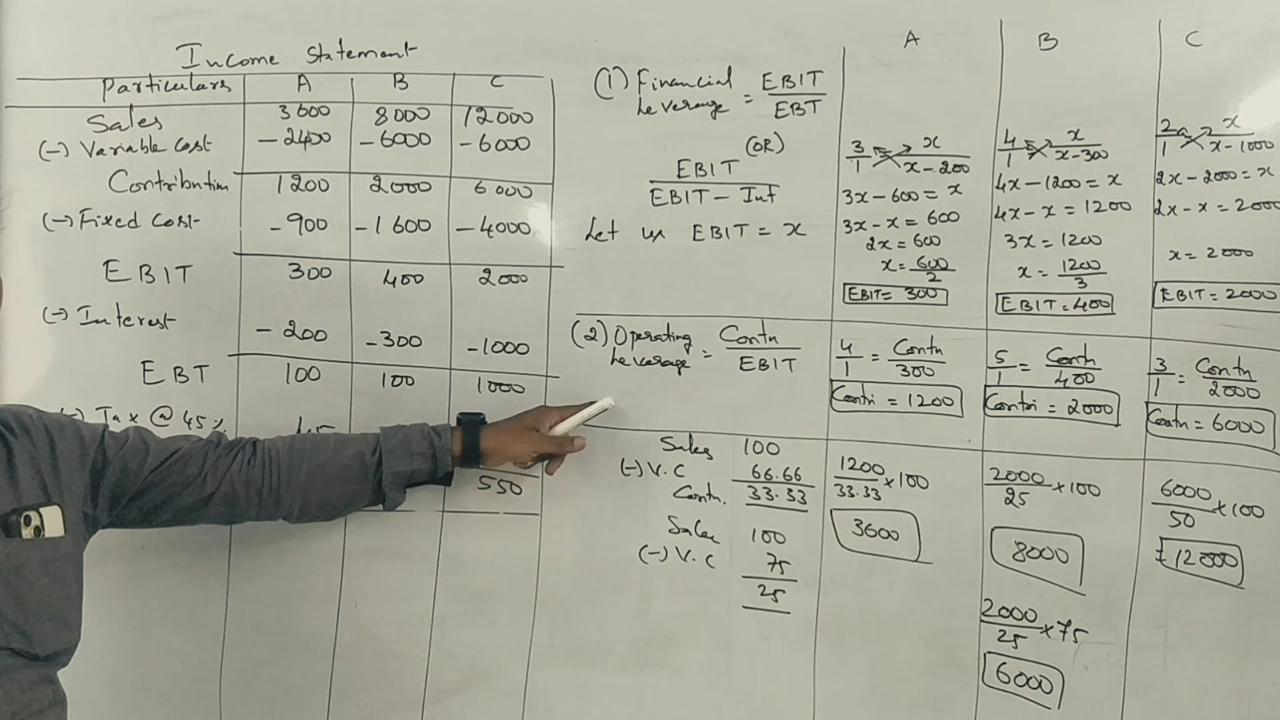 Income Statement
Particulars A B C
Sales 3600 8000 12000
(-) Variable Cost -2400 -6000 -6000
Contribution 1200 2000 6000
(-) Fixed Cost -900 -1600 -4000
EBIT 300 400 2000
(-) Interest -200 -300 -1000
EBT 100 100 1000
(-) Tax @ 45%
550
A B C
(1) Financial Leverage = EBIT/EBT
(OR)
EBIT/EBIT - Int
Let us EBIT = x
3/1 x/x-200
3x-600 = x
3x-x = 600
2x = 600
x = 600/2
EBIT = 300
4/1 x/x-300
4x-1200 = x
4x-x = 1200
3x = 1200
x = 1200/3
EBIT = 400
2/1 x/x-1000
2x-2000 = x
2x-x = 2000
x = 2000
EBIT = 2000
(2) Operating Leverage = Contn/EBIT
4/1 = Contn/300
Contri = 1200
5/1 = Contn/400
Contri = 2000
3/1 = Contn/2000
Contn = 6000
Sales 100
(-) V.C 66.66
Contn. 33.33
Sales 100
(-) V.C 75
25
1200/33.33 x 100
3600
2000/25 x 100
8000
2000/25 x 75
6000
6000/50 x 100
12000